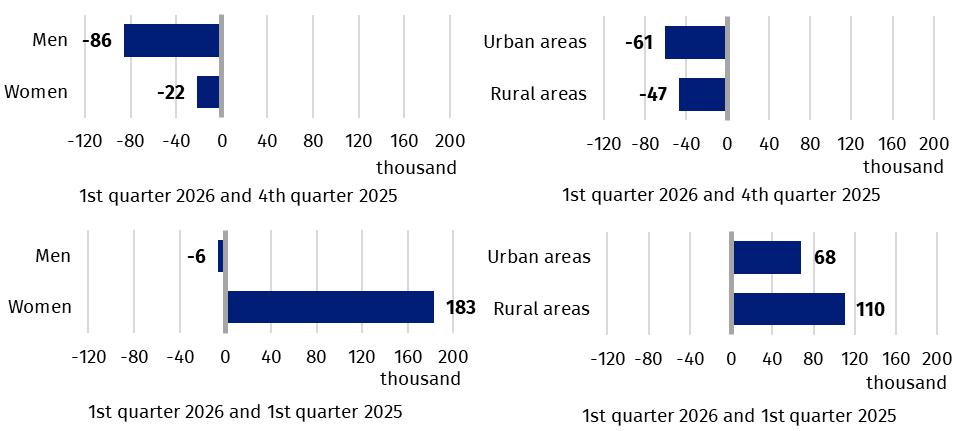 Men -86
Women -22
-120 -80 -40 0 40 80 120 160 200
thousand
1st quarter 2026 and 4th quarter 2025
Urban areas -61
Rural areas -47
-120 -80 -40 0 40 80 120 160 200
thousand
1st quarter 2026 and 4th quarter 2025
Men -6
Women 183
-120 -80 -40 0 40 80 120 160 200
thousand
1st quarter 2026 and 1st quarter 2025
Urban areas 68
Rural areas 110
-120 -80 -40 0 40 80 120 160 200
thousand
1st quarter 2026 and 1st quarter 2025